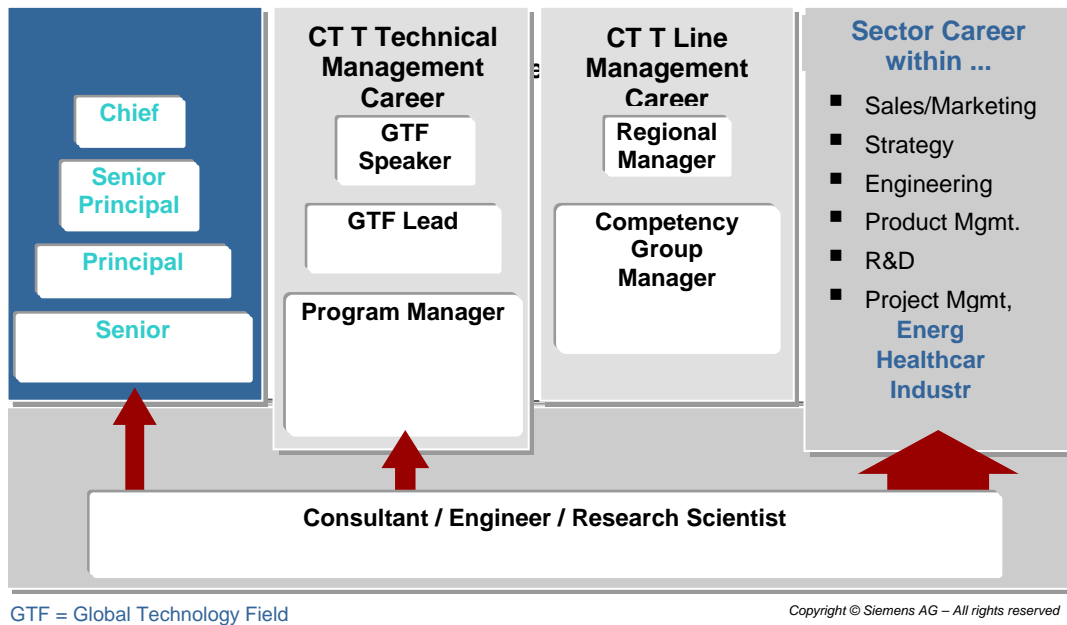 Chief
Senior
Principal
Principal
Senior
CT T Technical
Management
Career
GTF
Speaker
GTF Lead
Program Manager
e
CT T Line
Management
Career
Regional
Manager
Competency
Group
Manager
Sector Career
within ...
■ Sales/Marketing
■ Strategy
■ Engineering
■ Product Mgmt.
■ R&D
■ Project Mgmt,
Energ
Healthcar
Industr
Consultant / Engineer / Research Scientist
GTF = Global Technology Field
Copyright © Siemens AG – All rights reserved